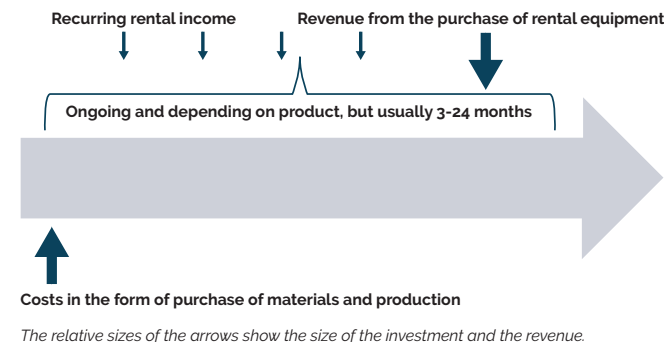 Recurring rental income
Revenue from the purchase of rental equipment
Ongoing and depending on product, but usually 3-24 months
Costs in the form of purchase of materials and production
The relative sizes of the arrows show the size of the investment and the revenue.